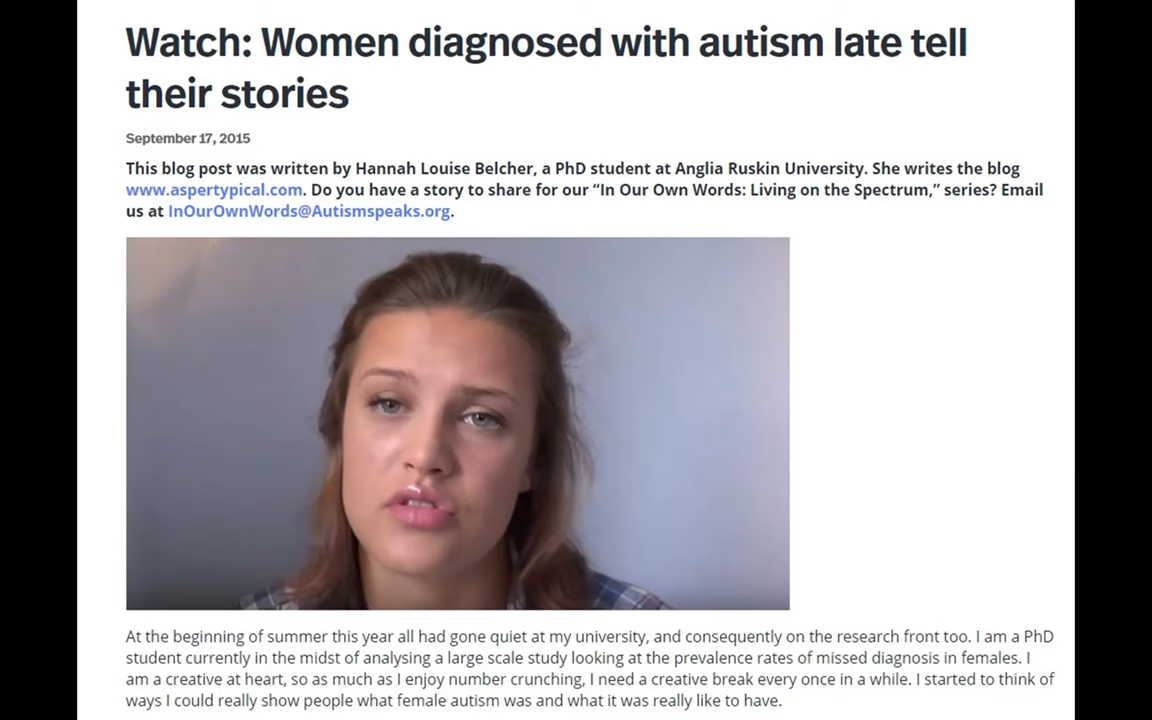 Watch: Women diagnosed with autism late tell
their stories
September 17, 2015
This blog post was written by Hannah Louise Belcher, a PhD student at Anglia Ruskin University. She writes the blog
www.aspertypical.com. Do you have a story to share for our “In Our Own Words: Living on the Spectrum,” series? Email
us at InOurOwnWords@Autismspeaks.org.
At the beginning of summer this year all had gone quiet at my university, and consequently on the research front too. I am a PhD
student currently in the midst of analysing a large scale study looking at the prevalence rates of missed diagnosis in females. I
am a creative at heart, so as much as I enjoy number crunching, I need a creative break every once in a while. I started to think of
ways I could really show people what female autism was and what it was really like to have.